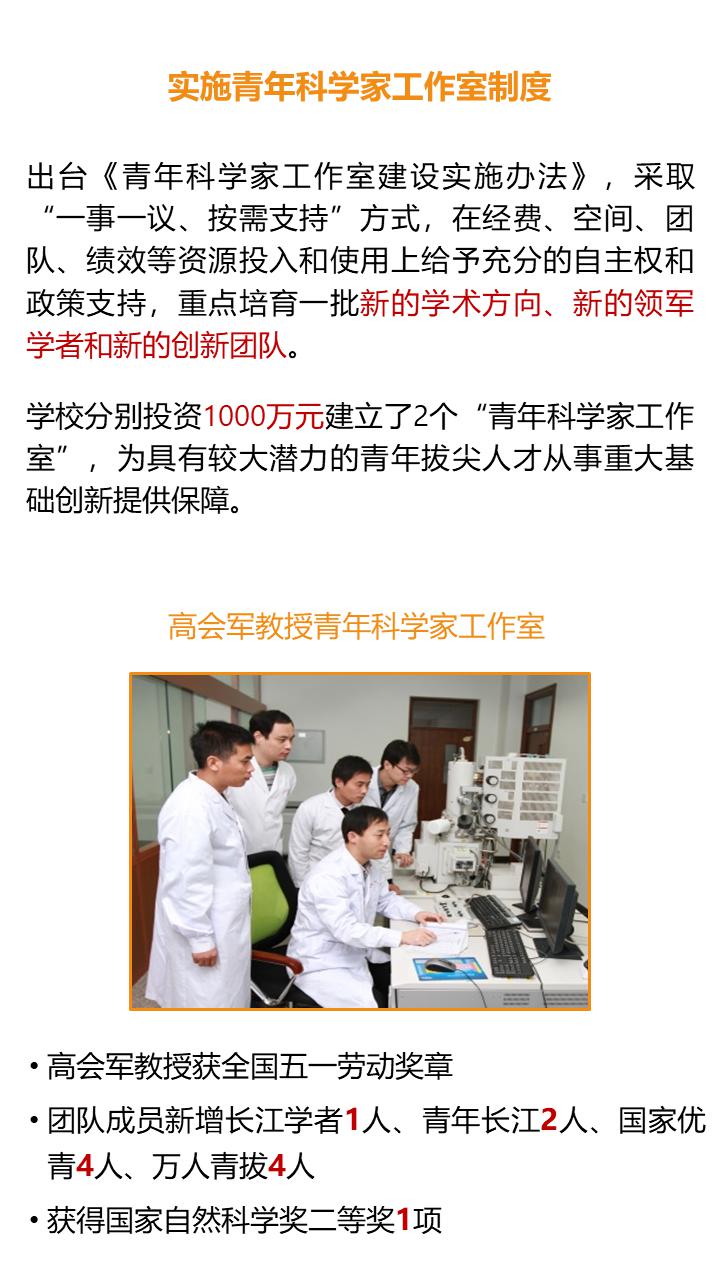 实施青年科学家工作室制度
出台《青年科学家工作室建设实施办法》，采取
“一事一议、按需支持”方式，在经费、空间、团
队、绩效等资源投入和使用上给予充分的自主权和
政策支持，重点培育一批新的学术方向、新的领军
学者和新的创新团队。
学校分别投资1000万元建立了2个“青年科学家工作
室”，为具有较大潜力的青年拔尖人才从事重大基
础创新提供保障。
高会军教授青年科学家工作室
• 高会军教授获全国五一劳动奖章
• 团队成员新增长江学者1人、青年长江2人、国家优
青4人、万人青拔4人
• 获得国家自然科学奖二等奖1项